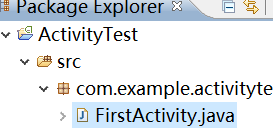 Package Explorer
ActivityTest
src
com.example.activityte
FirstActivity.java